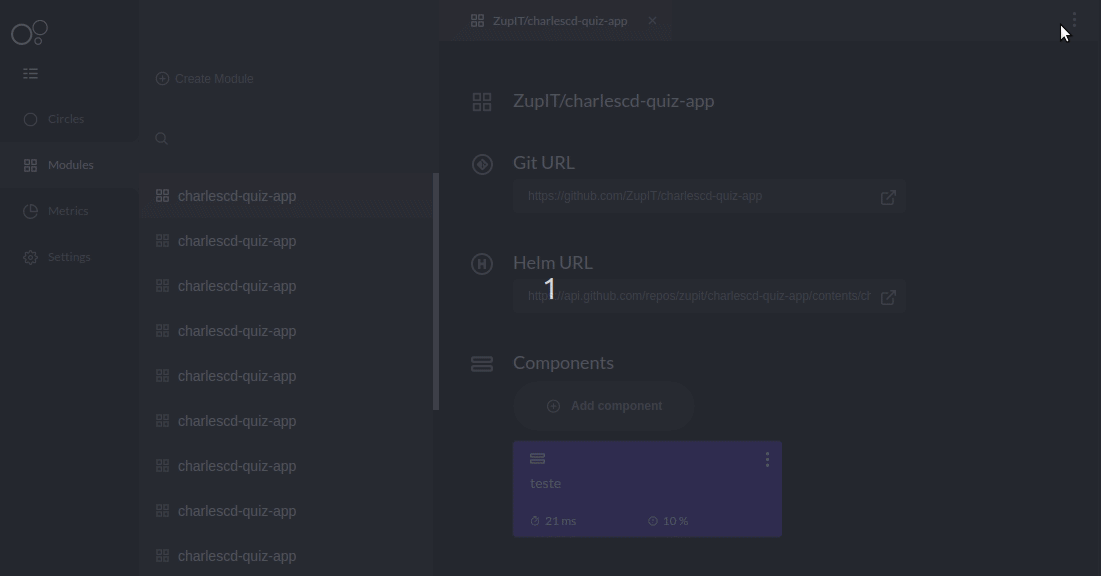 Circles
Modules
Metrics
Settings
Create Module
charlescd-quiz-app
charlescd-quiz-app
charlescd-quiz-app
charlescd-quiz-app
charlescd-quiz-app
charlescd-quiz-app
charlescd-quiz-app
charlescd-quiz-app
charlescd-quiz-app
ZupIT/charlescd-quiz-app
ZupIT/charlescd-quiz-app
Git URL
https://github.com/ZupIT/charlescd-quiz-app
H Helm URL
https://api.github.com/repos/zupit/charlescd-quiz-app/contents/ch
1
Components
Add component
teste
21 ms 10 %